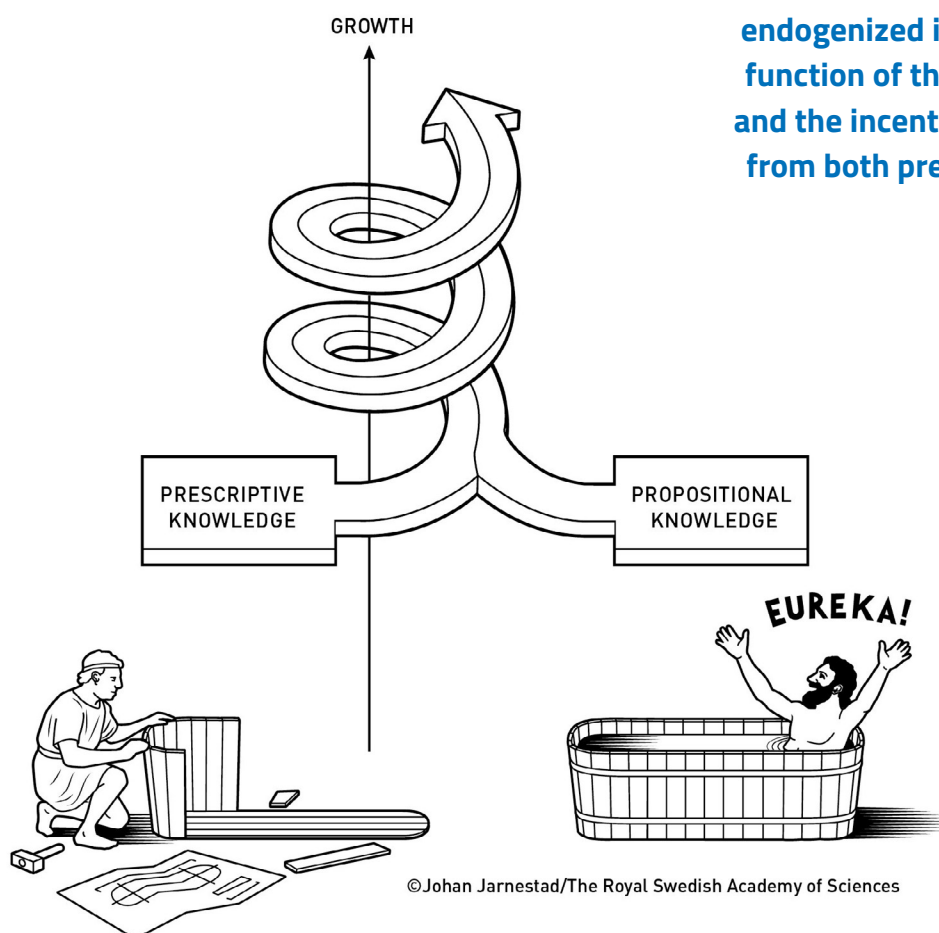 GROWTH
endogenized i
function of th
and the incent
from both pre
PRESCRIPTIVE
KNOWLEDGE
PROPOSITIONAL
KNOWLEDGE
EUREKA!
©Johan Jarnestad/The Royal Swedish Academy of Sciences